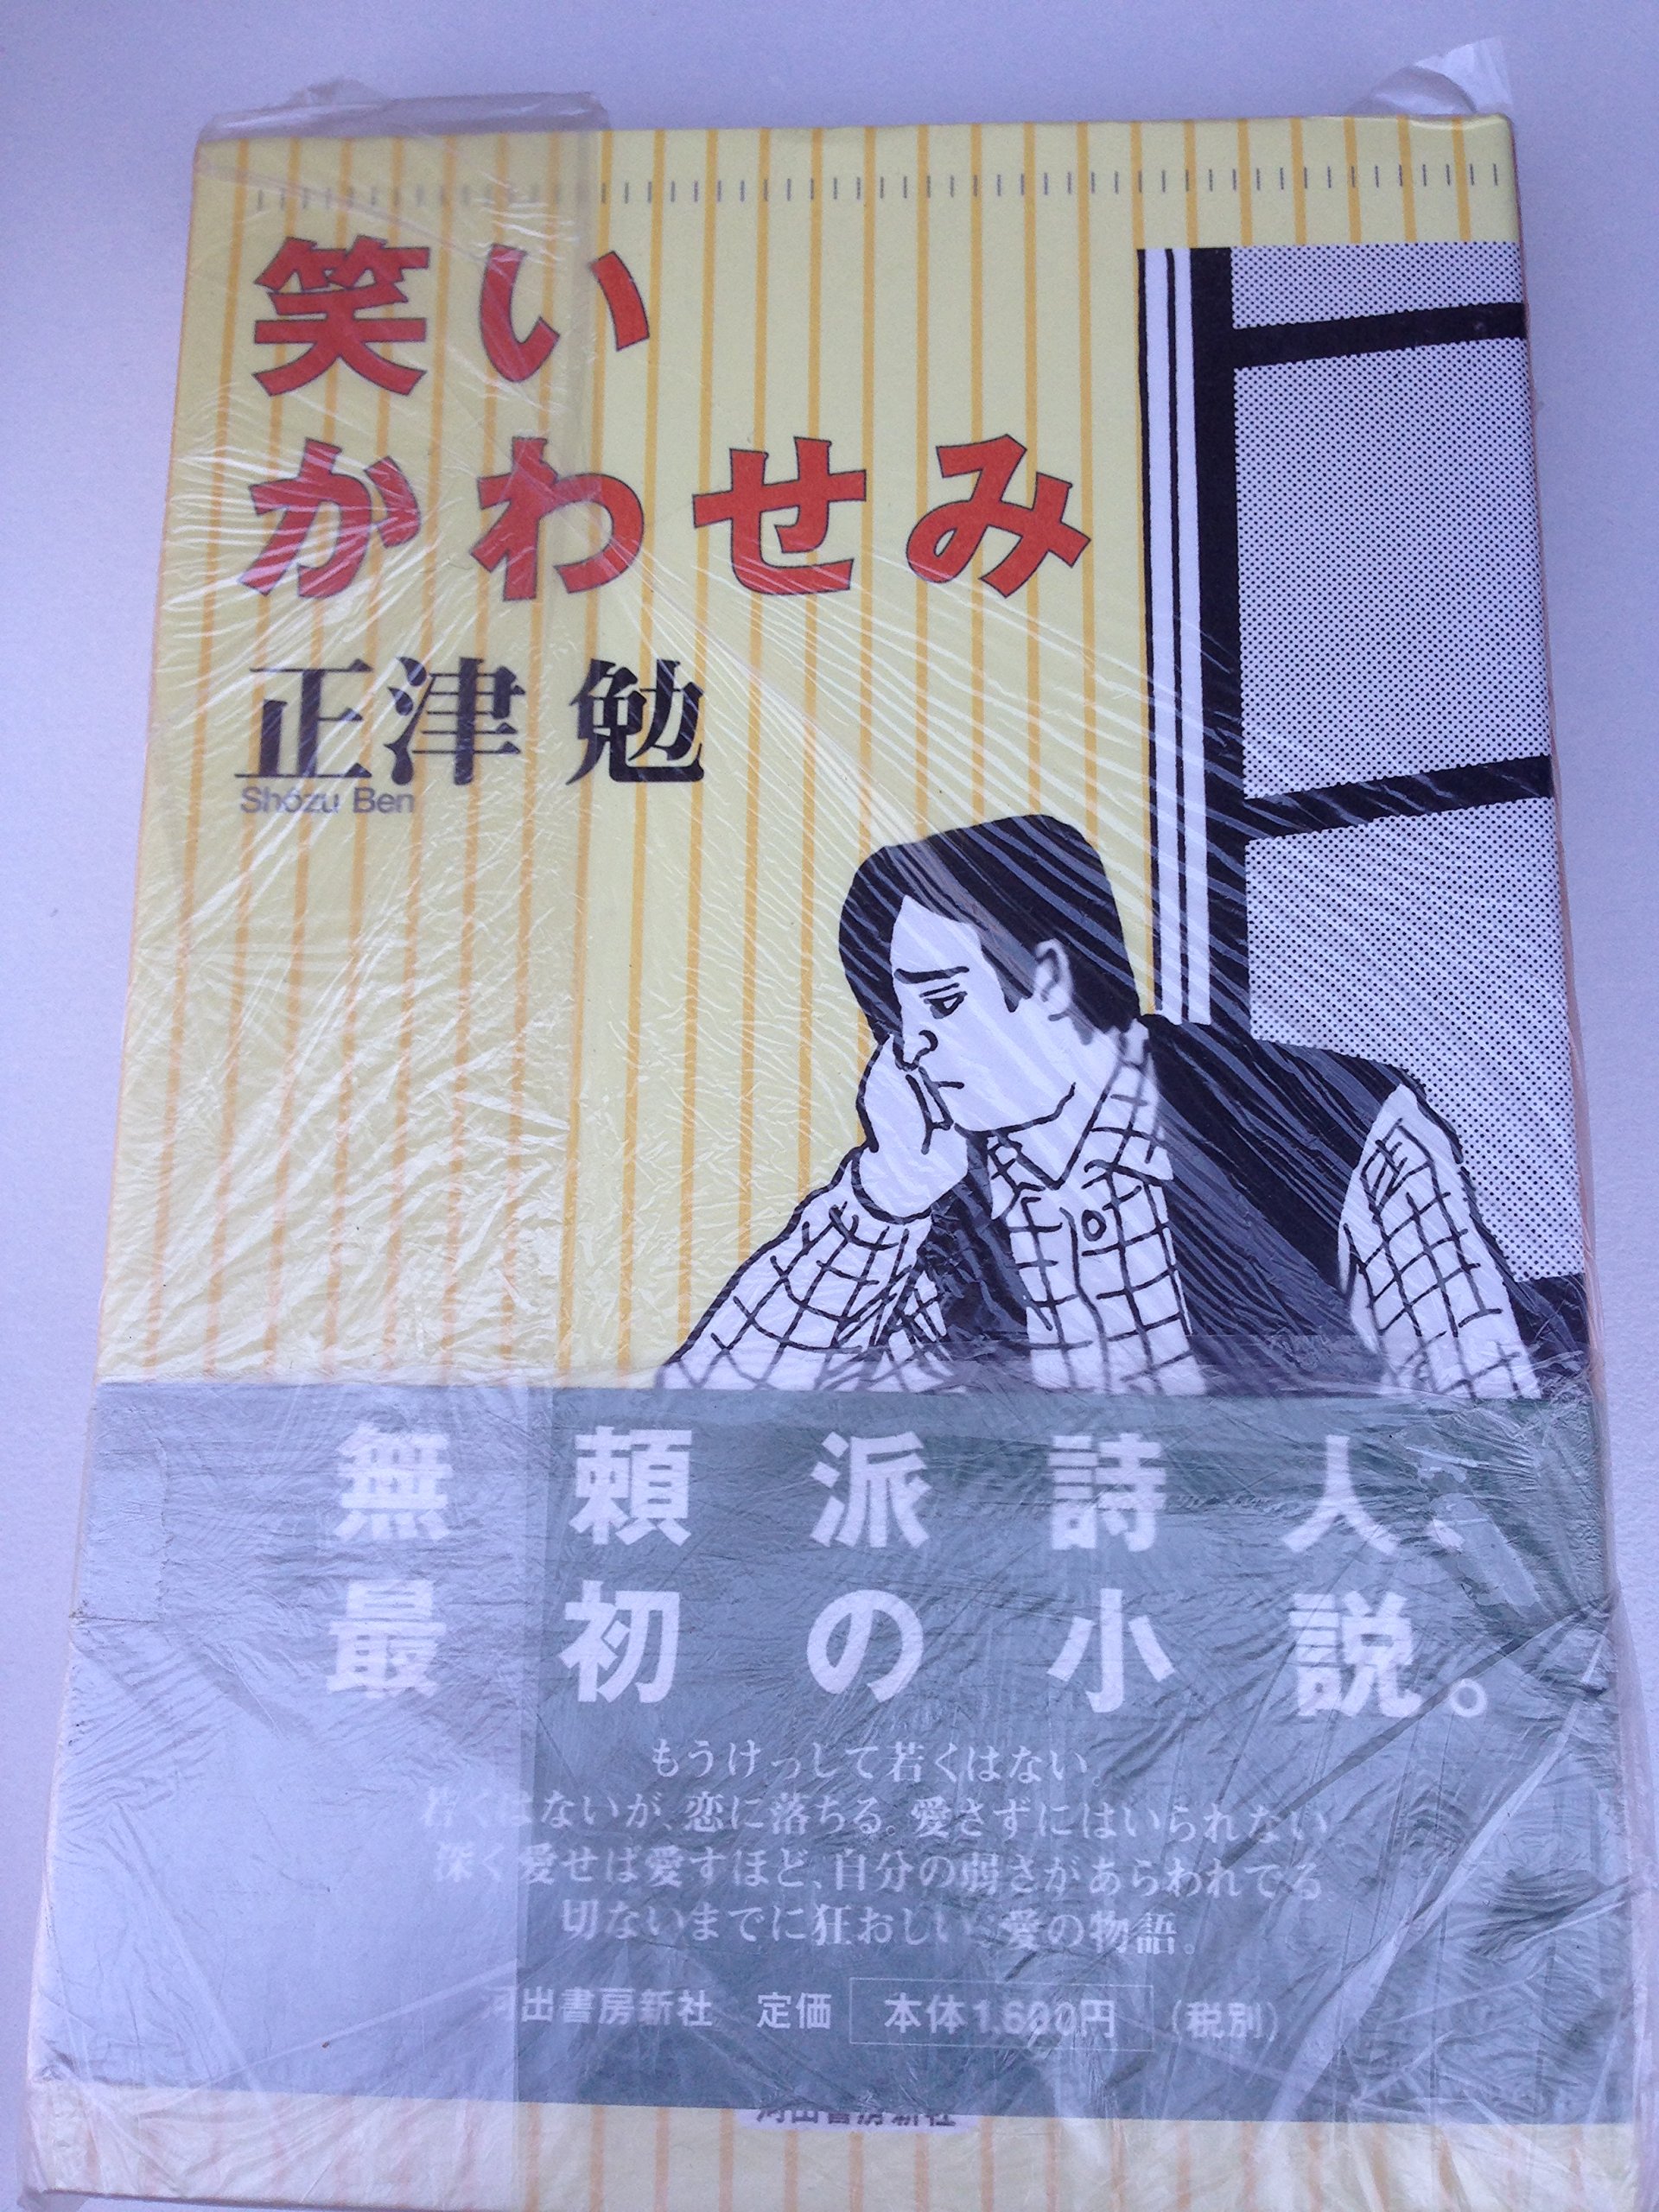 笑い
かわせみ
正津 勉
Shōzu Ben
無頼派詩人、
最初の小説。
もうけっして若くはない。
若くはないが、恋に落ちる。愛さずにはいられない。
深く愛せば愛すほど、自分の弱さがあらわれてる。
切ないまでに狂おしい、愛の物語。
河出書房新社 定価 本体1,600円 (税別)
河出書房新社